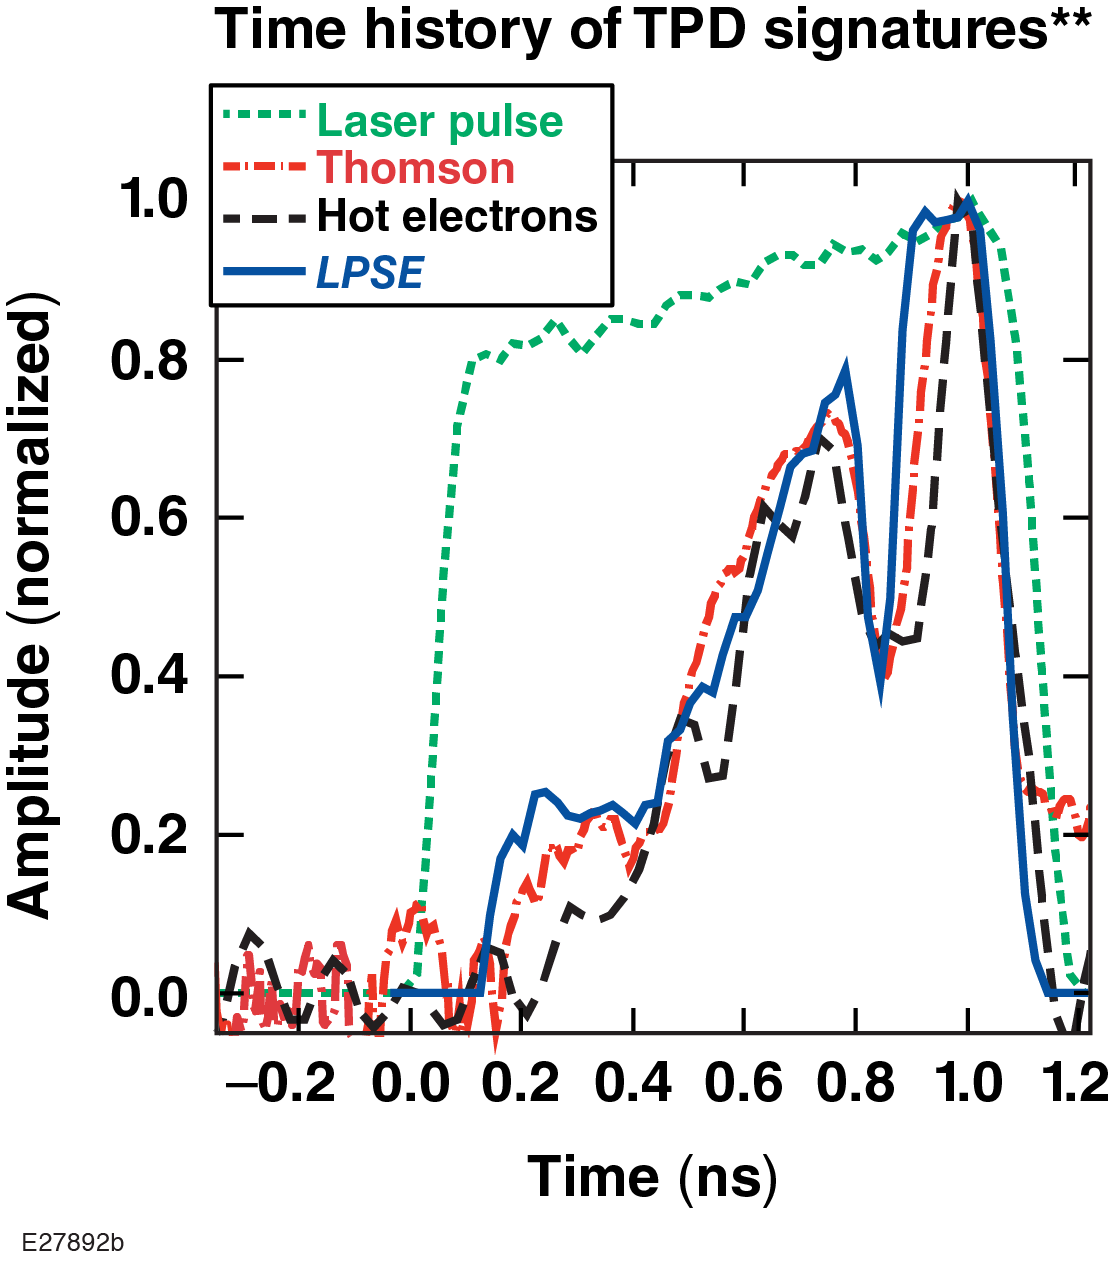 Time history of TPD signatures**
Laser pulse
Thomson
Hot electrons
LPSE
Amplitude (normalized)
1.0
0.8
0.6
0.4
0.2
0.0
–0.2 0.0 0.2 0.4 0.6 0.8 1.0 1.2
Time (ns)
E27892b